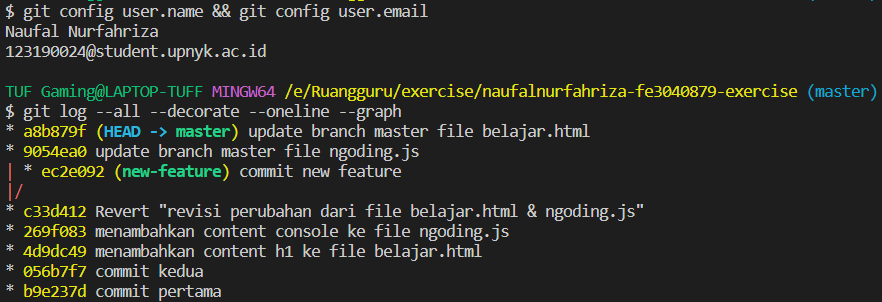 $ git config user.name && git config user.email
Naufal Nurfahriza
123190024@student.upnyk.ac.id
TUF Gaming@LAPTOP-TUFF MINGW64 /e/Ruangguru/exercise/naufalnurfahriza-fe3040879-exercise (master)
$ git log --all --decorate --oneline --graph
* a8b879f (HEAD -> master) update branch master file belajar.html
* 9054ea0 update branch master file ngoding.js
| * ec2e092 (new-feature) commit new feature
|/
* c33d412 Revert "revisi perubahan dari file belajar.html & ngoding.js"
* 269f083 menambahkan content console ke file ngoding.js
* 4d9dc49 menambahkan content h1 ke file belajar.html
* 056b7f7 commit kedua
* b9e237d commit pertama